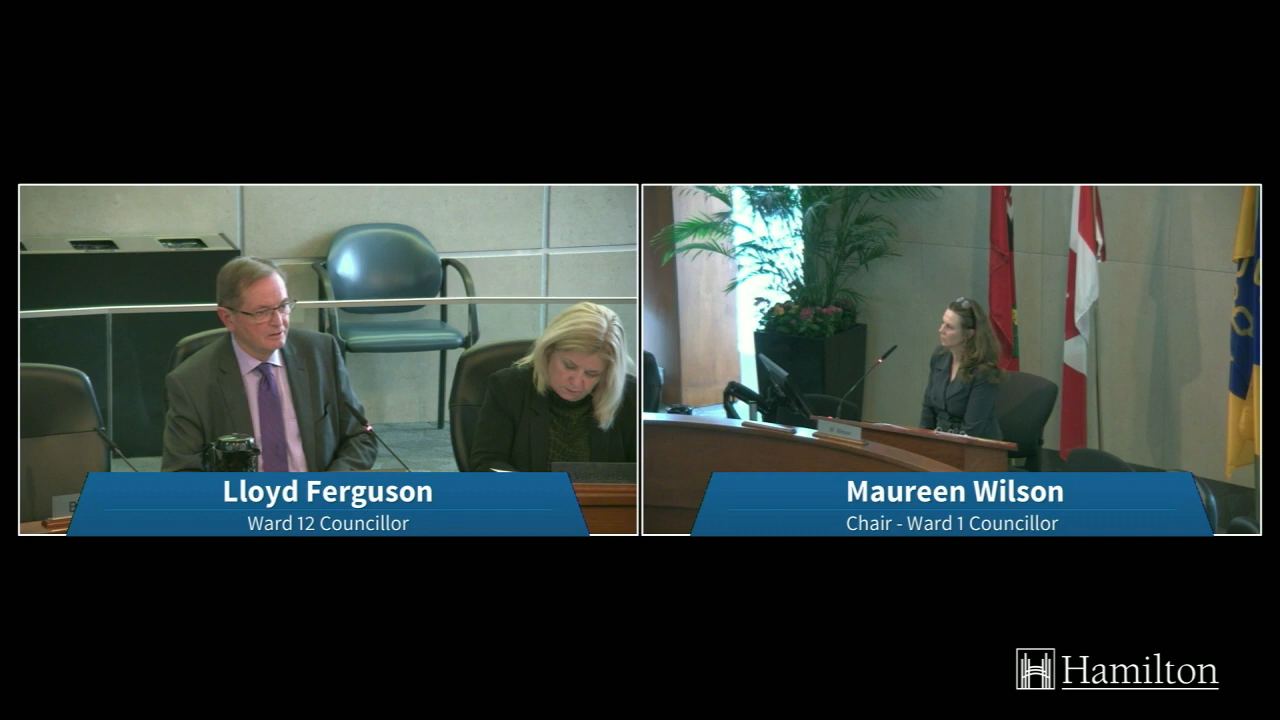 Lloyd Ferguson
Ward 12 Councillor
Maureen Wilson
Chair - Ward 1 Councillor
Hamilton